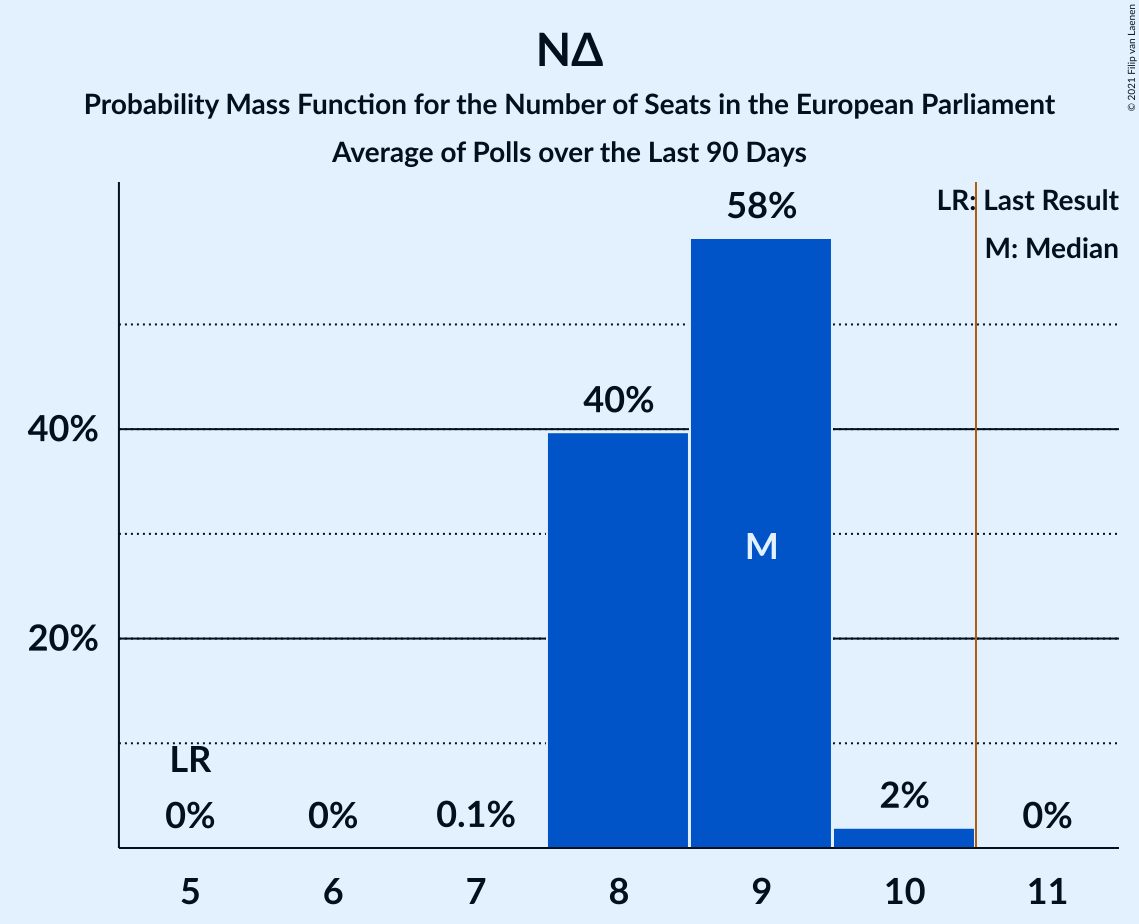 ΝΔ
Probability Mass Function for the Number of Seats in the European Parliament
Average of Polls over the Last 90 Days
© 2021 Filip van Laenen
LR: Last Result
M: Median
58%
40%
40%
M
20%
LR
0%
0%
0.1%
2%
0%
5
6
7
8
9
10
11